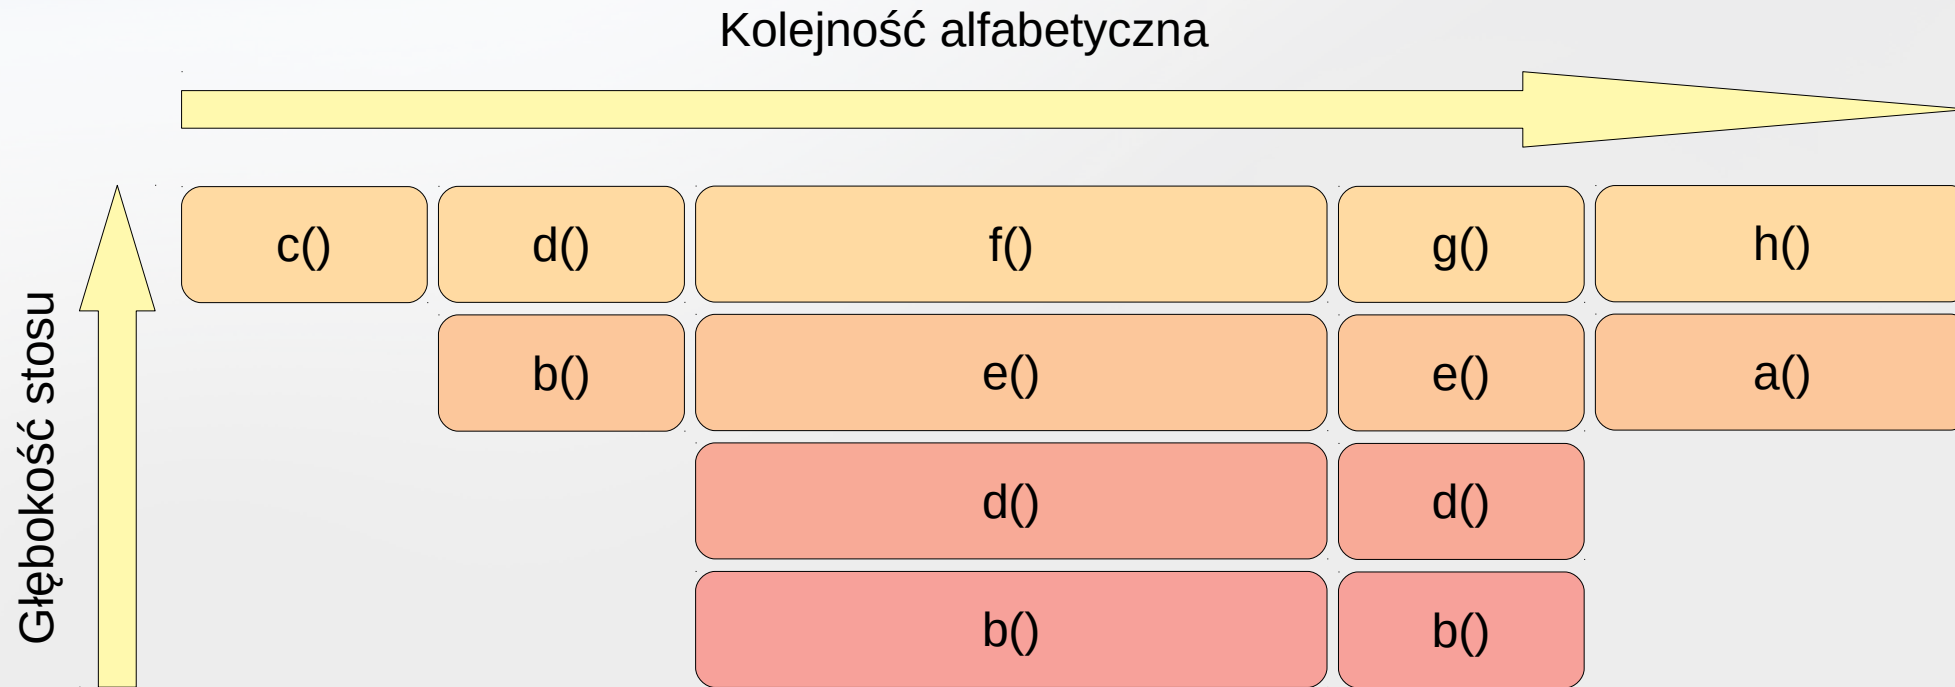 Kolejność alfabetyczna
Głębokość stosu
c() d() f() g() h()
b() e() e() a()
d() d()
b() b()